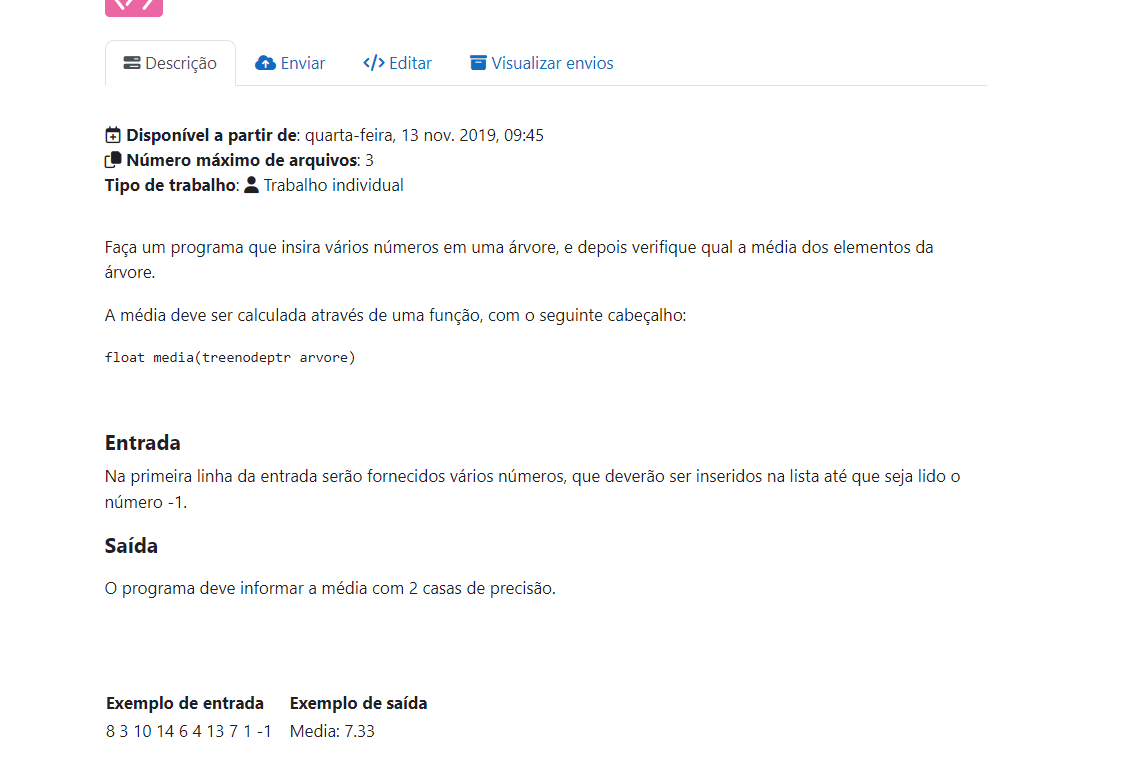 Descrição Enviar </> Editar Visualizar envios
Disponível a partir de: quarta-feira, 13 nov. 2019, 09:45
Número máximo de arquivos: 3
Tipo de trabalho: Trabalho individual
Faça um programa que insira vários números em uma árvore, e depois verifique qual a média dos elementos da
árvore.
A média deve ser calculada através de uma função, com o seguinte cabeçalho:
float media(treenodeptr arvore)
Entrada
Na primeira linha da entrada serão fornecidos vários números, que deverão ser inseridos na lista até que seja lido o
número -1.
Saída
O programa deve informar a média com 2 casas de precisão.
Exemplo de entrada Exemplo de saída
8 3 10 14 6 4 13 7 1 -1 Media: 7.33